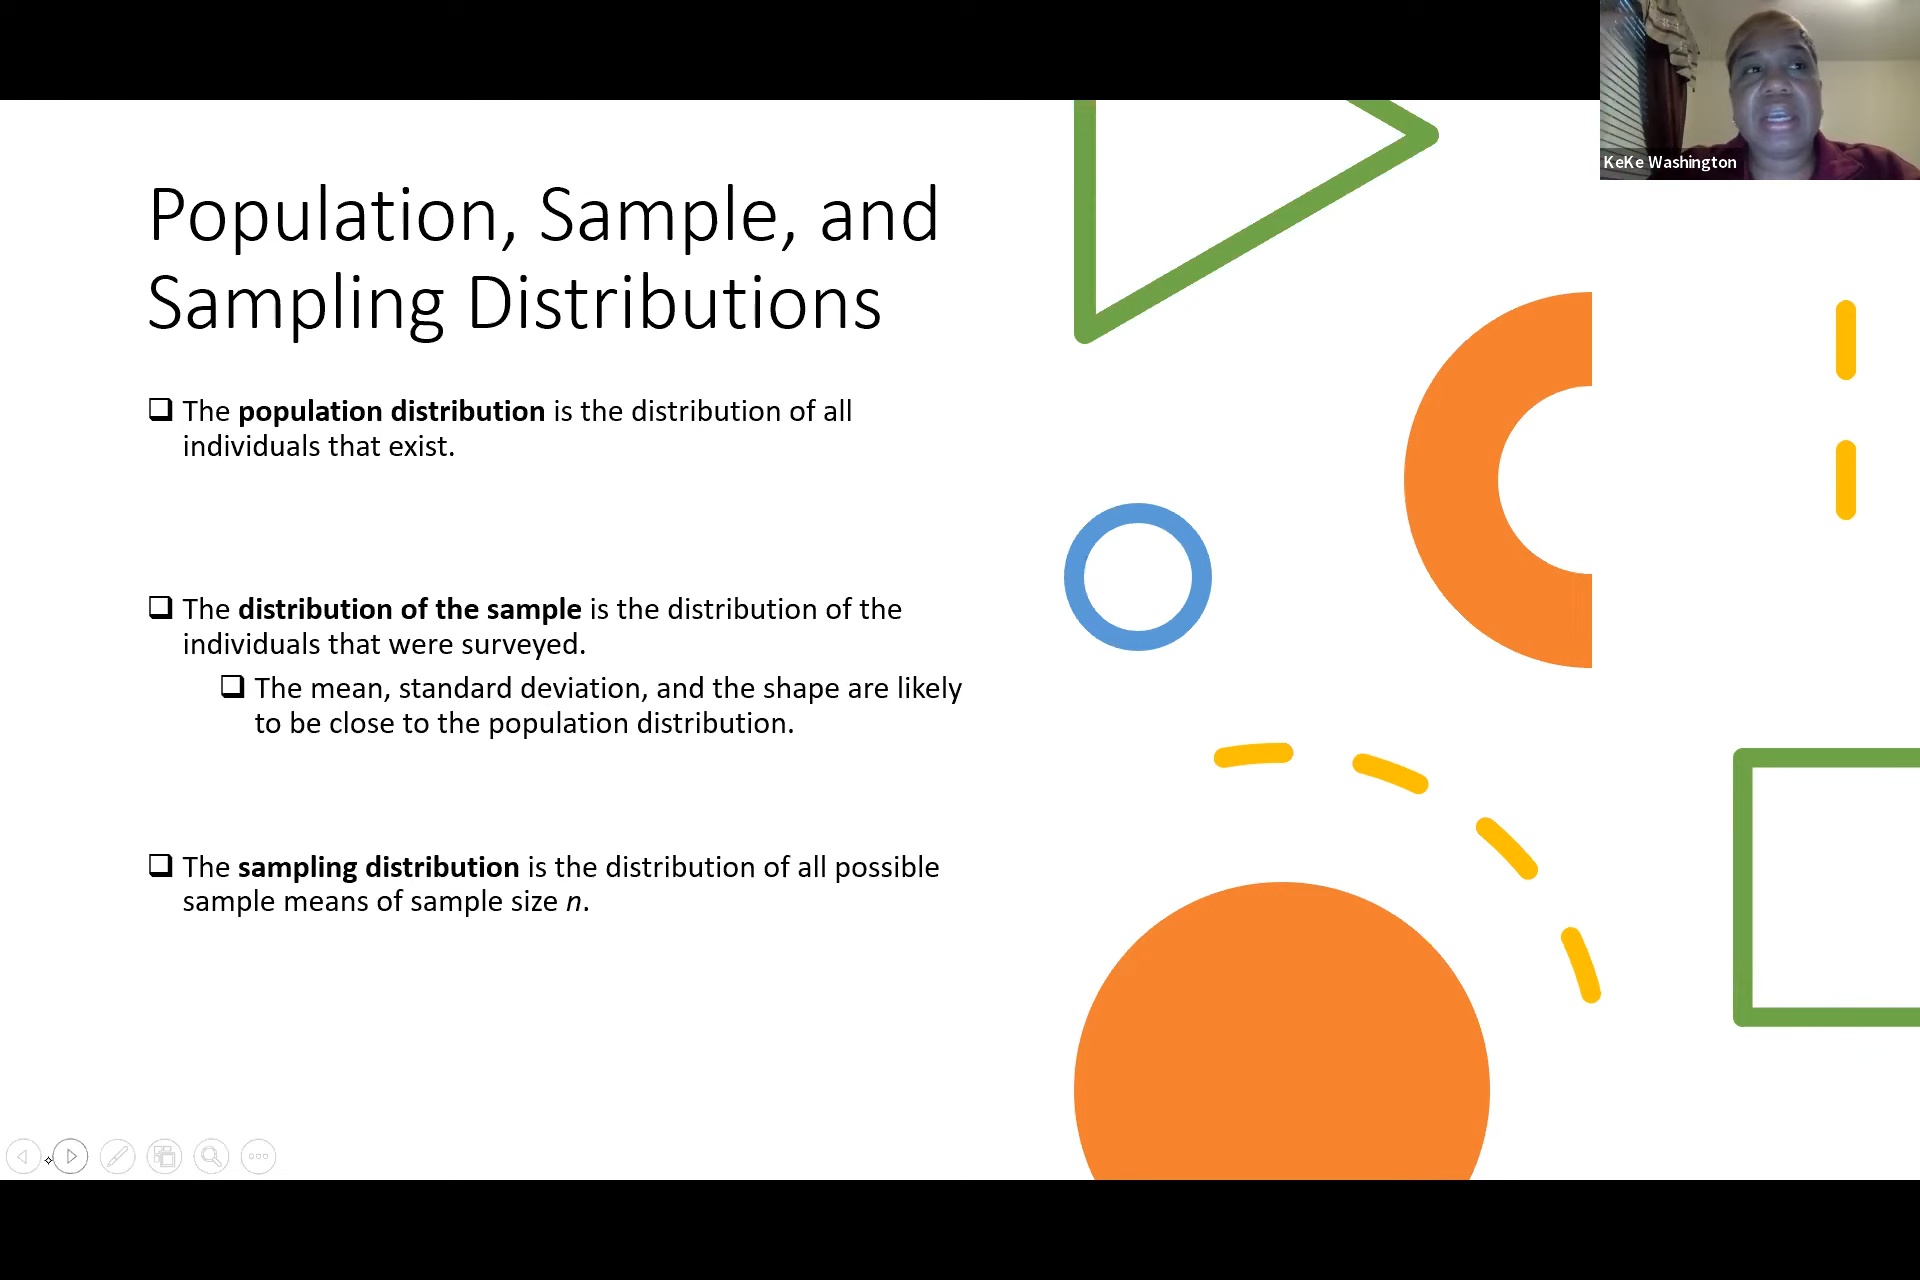 KeKe Washington
Population, Sample, and
Sampling Distributions
The population distribution is the distribution of all
individuals that exist.
The distribution of the sample is the distribution of the
individuals that were surveyed.
The mean, standard deviation, and the shape are likely
to be close to the population distribution.
The sampling distribution is the distribution of all possible
sample means of sample size n.